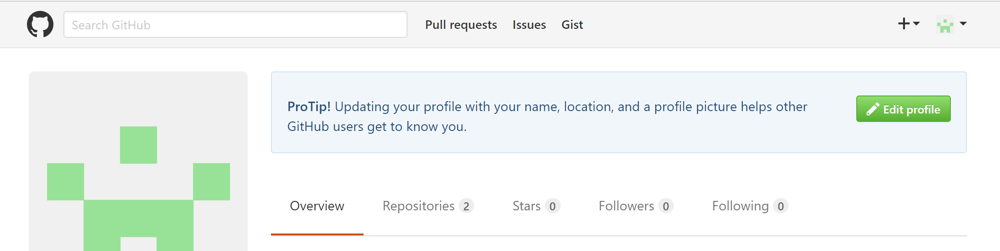 Search GitHub Pull requests Issues Gist
ProTip! Updating your profile with your name, location, and a profile picture helps other
GitHub users get to know you.
Edit profile
Overview Repositories 2 Stars 0 Followers 0 Following 0